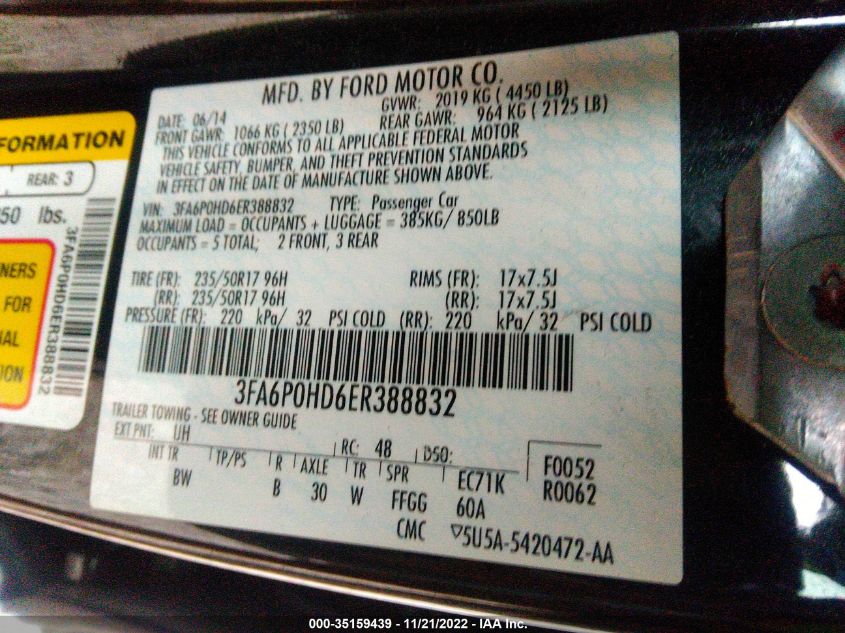 MFD. BY FORD MOTOR CO.
DATE: 06/14 GVWR: 2019 KG ( 4450 LB)
FRONT GAWR: 1066 KG ( 2350 LB) REAR GAWR: 964 KG ( 2125 LB)
THIS VEHICLE CONFORMS TO ALL APPLICABLE FEDERAL MOTOR
VEHICLE SAFETY, BUMPER, AND THEFT PREVENTION STANDARDS
IN EFFECT ON THE DATE OF MANUFACTURE SHOWN ABOVE.
VIN: 3FA6P0HD6ER388832 TYPE: Passenger Car
MAXIMUM LOAD = OCCUPANTS + LUGGAGE = 385KG/ 850LB
OCCUPANTS = 5 TOTAL; 2 FRONT, 3 REAR
TIRE (FR): 235/50R17 96H RIMS (FR): 17x7.5J
(RR): 235/50R17 96H (RR): 17x7.5J
PRESSURE (FR): 220 kPa/ 32 PSI COLD (RR): 220 kPa/ 32 PSI COLD
3FA6P0HD6ER388832
TRAILER TOWING - SEE OWNER GUIDE
EXT PNT: UH RC: 48 DSO:
INT TR TP/PS R AXLE TR SPR EC71K F0052
BW B 30 W FFGG 60A R0062
CMC 5U5A-5420472-AA
FORMATION
REAR: 3
50 lbs.
3FA6P0HD6ER388832
NERS
FOR
AL
ON
000-35159439 - 11/21/2022 - IAA Inc.